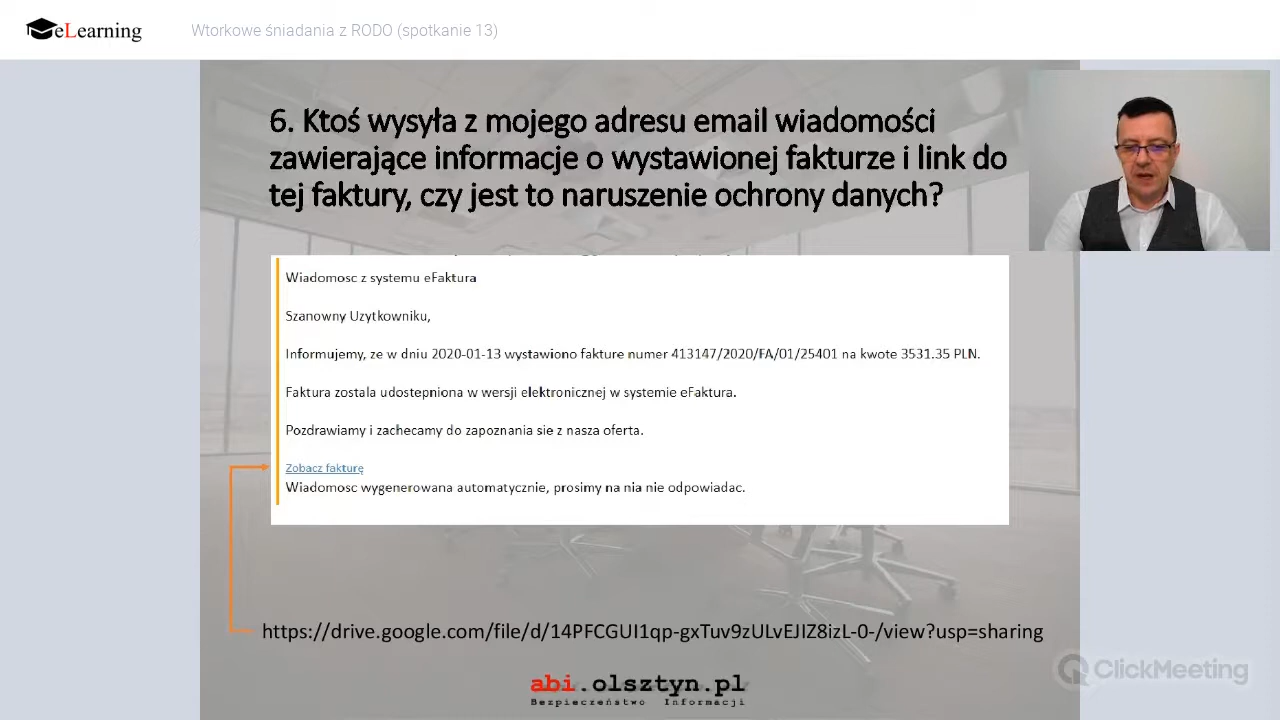 eLearning
Wtorkowe śniadania z RODO (spotkanie 13)
6. Ktoś wysyła z mojego adresu email wiadomości
zawierające informacje o wystawionej fakturze i link do
tej faktury, czy jest to naruszenie ochrony danych?
Wiadomosc z systemu eFaktura
Szanowny Uzytkowniku,
Informujemy, ze w dniu 2020-01-13 wystawiono fakture numer 413147/2020/FA/01/25401 na kwote 3531.35 PLN.
Faktura zostala udostepniona w wersji elektronicznej w systemie eFaktura.
Pozdrawiamy i zachecamy do zapoznania sie z nasza oferta.
Zobacz fakturę
Wiadomosc wygenerowana automatycznie, prosimy na nia nie odpowiadac.
https://drive.google.com/file/d/14PFCGUI1qp-gxTuv9zULvEJIZ8izL-0-/view?usp=sharing
abi.olsztyn.pl
Bezpieczeństwo Informacji
ClickMeeting